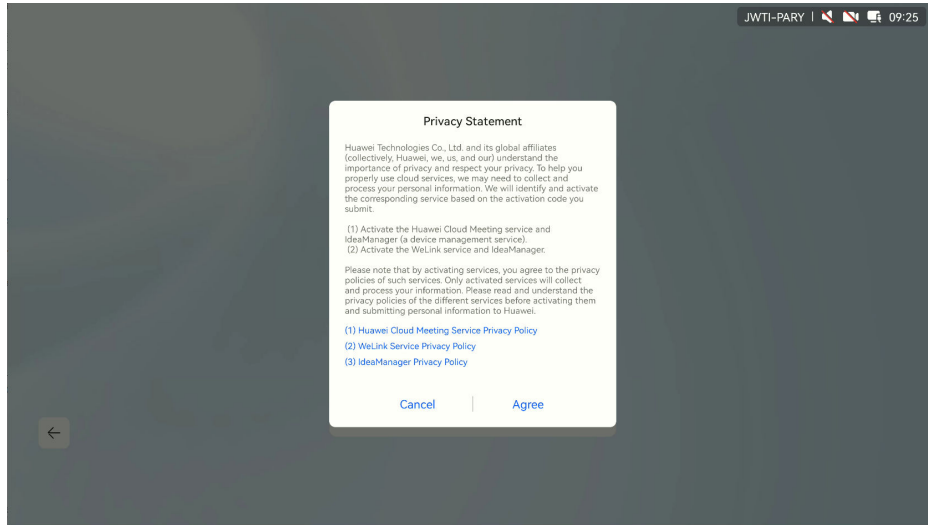 JWTI-PARY | 09:25
Privacy Statement
Huawei Technologies Co., Ltd. and its global affiliates
(collectively, Huawei, we, us, and our) understand the
importance of privacy and respect your privacy. To help you
properly use cloud services, we may need to collect and
process your personal information. We will identify and activate
the corresponding service based on the activation code you
submit.
(1) Activate the Huawei Cloud Meeting service and
IdeaManager (a device management service).
(2) Activate the WeLink service and IdeaManager.
Please note that by activating services, you agree to the privacy
policies of such services. Only activated services will collect
and process your information. Please read and understand the
privacy policies of the different services before activating them
and submitting personal information to Huawei.
(1) Huawei Cloud Meeting Service Privacy Policy
(2) WeLink Service Privacy Policy
(3) IdeaManager Privacy Policy
Cancel | Agree